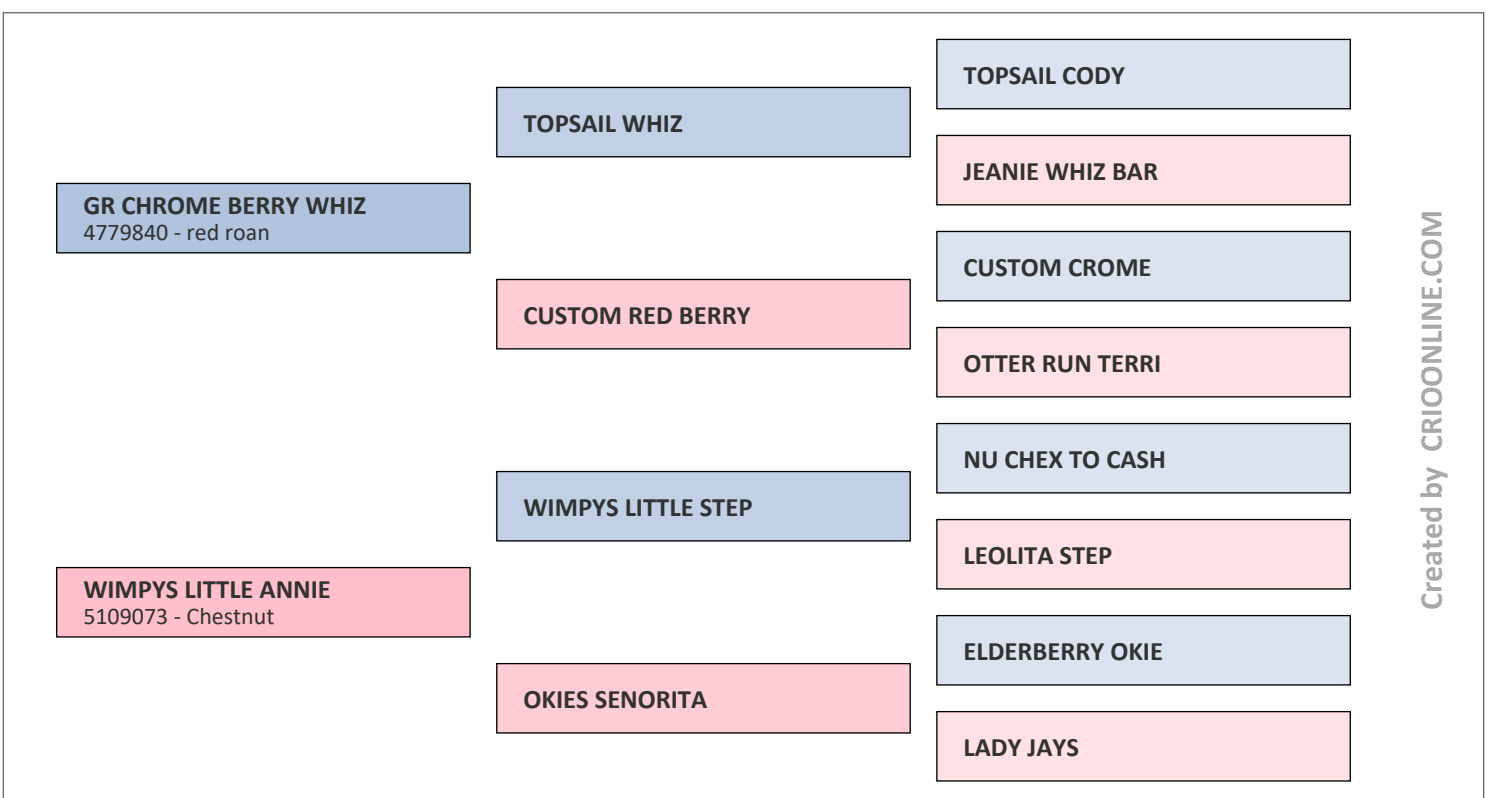 TOPSAIL CODY
TOPSAIL WHIZ
JEANIE WHIZ BAR
GR CHROME BERRY WHIZ
4779840 - red roan
CUSTOM CROME
CUSTOM RED BERRY
OTTER RUN TERRI
NU CHEX TO CASH
WIMPYS LITTLE STEP
LEOLITA STEP
WIMPYS LITTLE ANNIE
5109073 - Chestnut
ELDERBERRY OKIE
OKIES SENORITA
LADY JAYS
Created by CRIOONLINE.COM